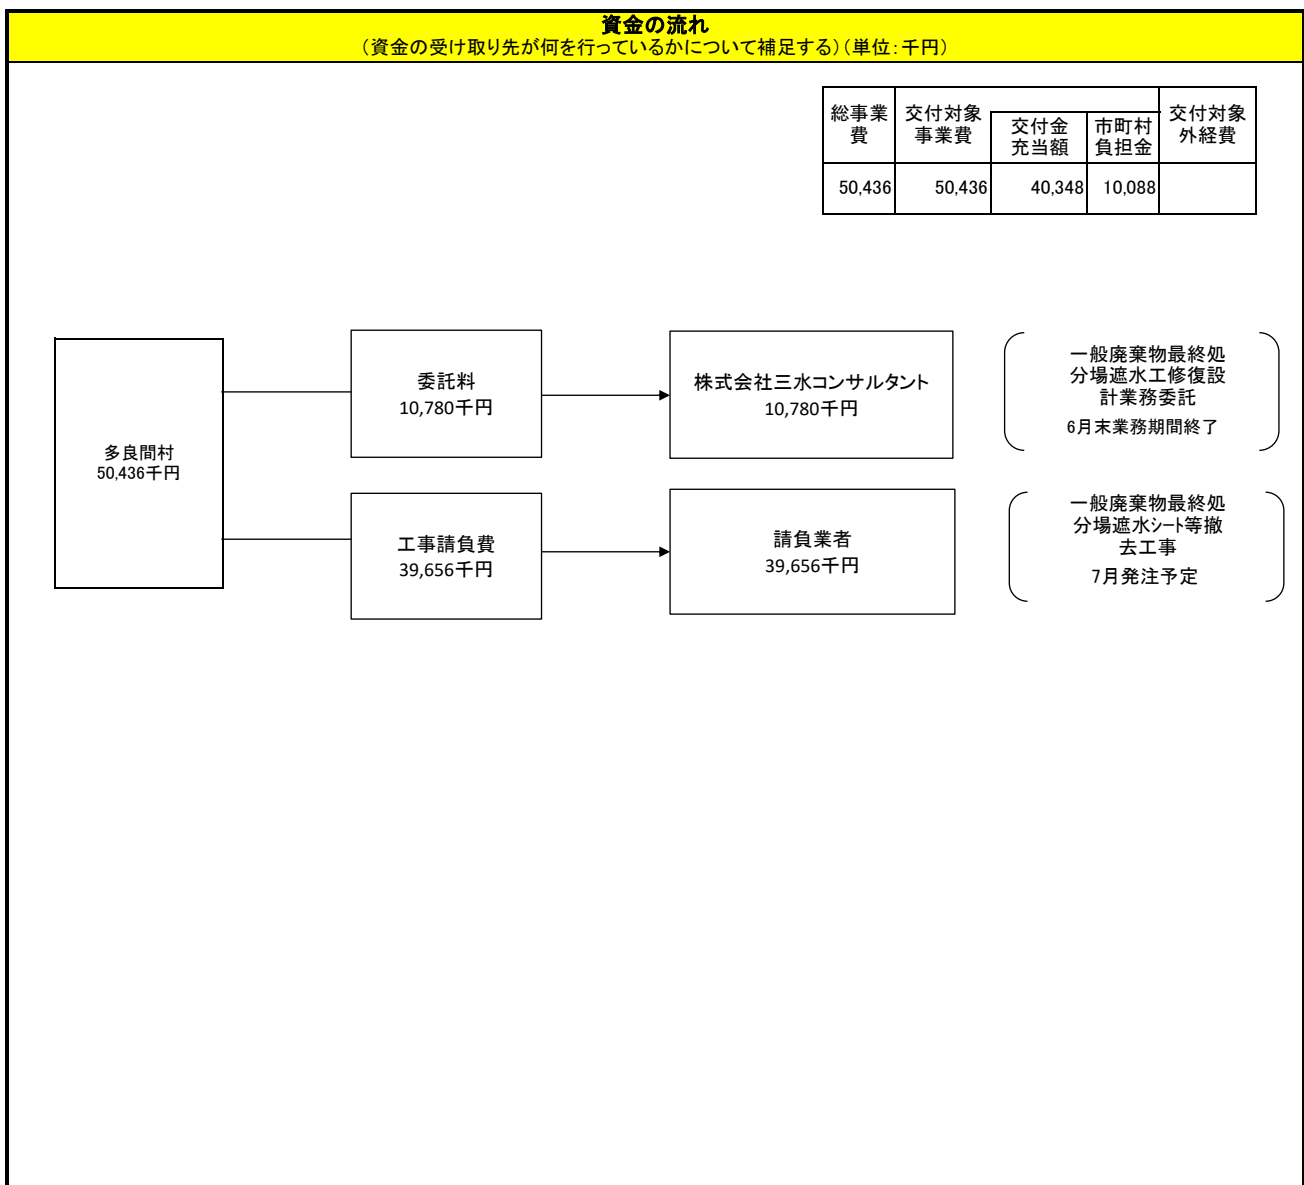 資金の流れ
（資金の受け取り先が何を行っているかについて補足する）（単位：千円）
総事業
費
交付対象
事業費
交付金
充当額
市町村
負担金
交付対象
外経費
50,436
50,436
40,348
10,088
多良間村
50,436千円
委託料
10,780千円
株式会社三水コンサルタント
10,780千円
一般廃棄物最終処
分場遮水工修復設
計業務委託
6月末業務期間終了
工事請負費
39,656千円
請負業者
39,656千円
一般廃棄物最終処
分場遮水シート等撤
去工事
7月発注予定